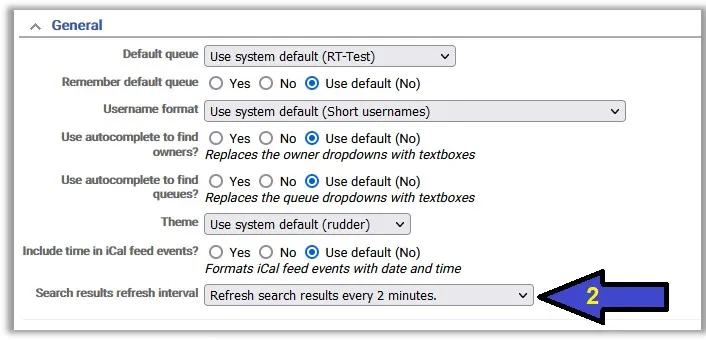 General
Default queue Use system default (RT-Test)
Remember default queue Yes No Use default (No)
Username format Use system default (Short usernames)
Use autocomplete to find owners? Yes No Use default (No)
Replaces the owner dropdowns with textboxes
Use autocomplete to find queues? Yes No Use default (No)
Replaces the queue dropdowns with textboxes
Theme Use system default (rudder)
Include time in iCal feed events? Yes No Use default (No)
Formats iCal feed events with date and time
Search results refresh interval Refresh search results every 2 minutes. 2